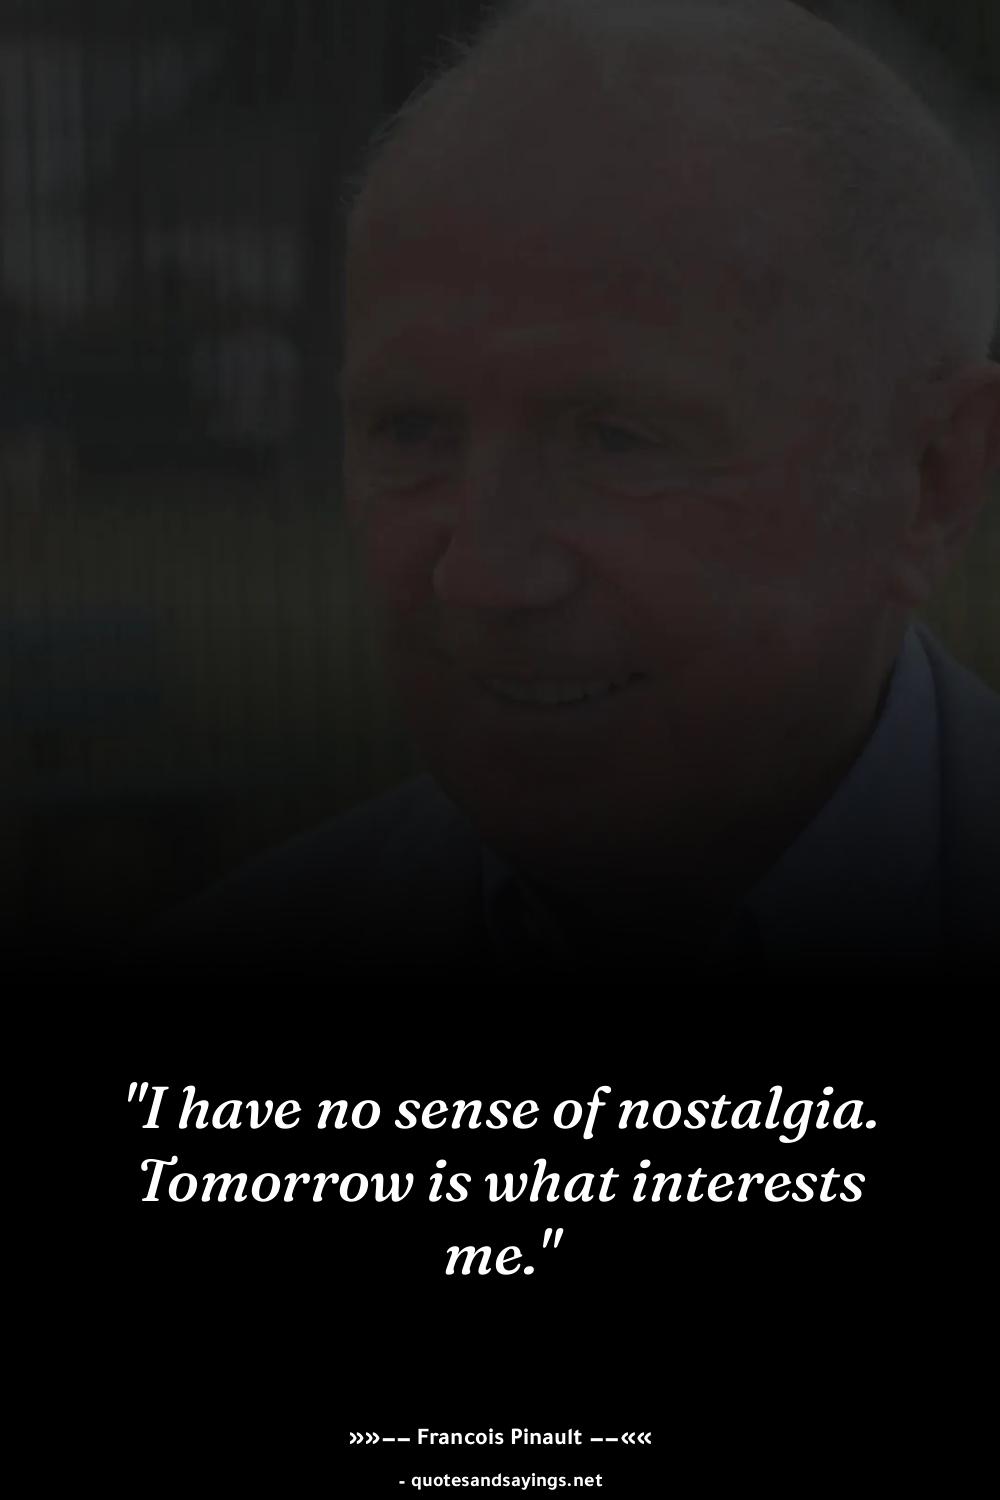 "I have no sense of nostalgia.
Tomorrow is what interests
me."
»»−− Francois Pinault −−««
- quotesandsayings.net